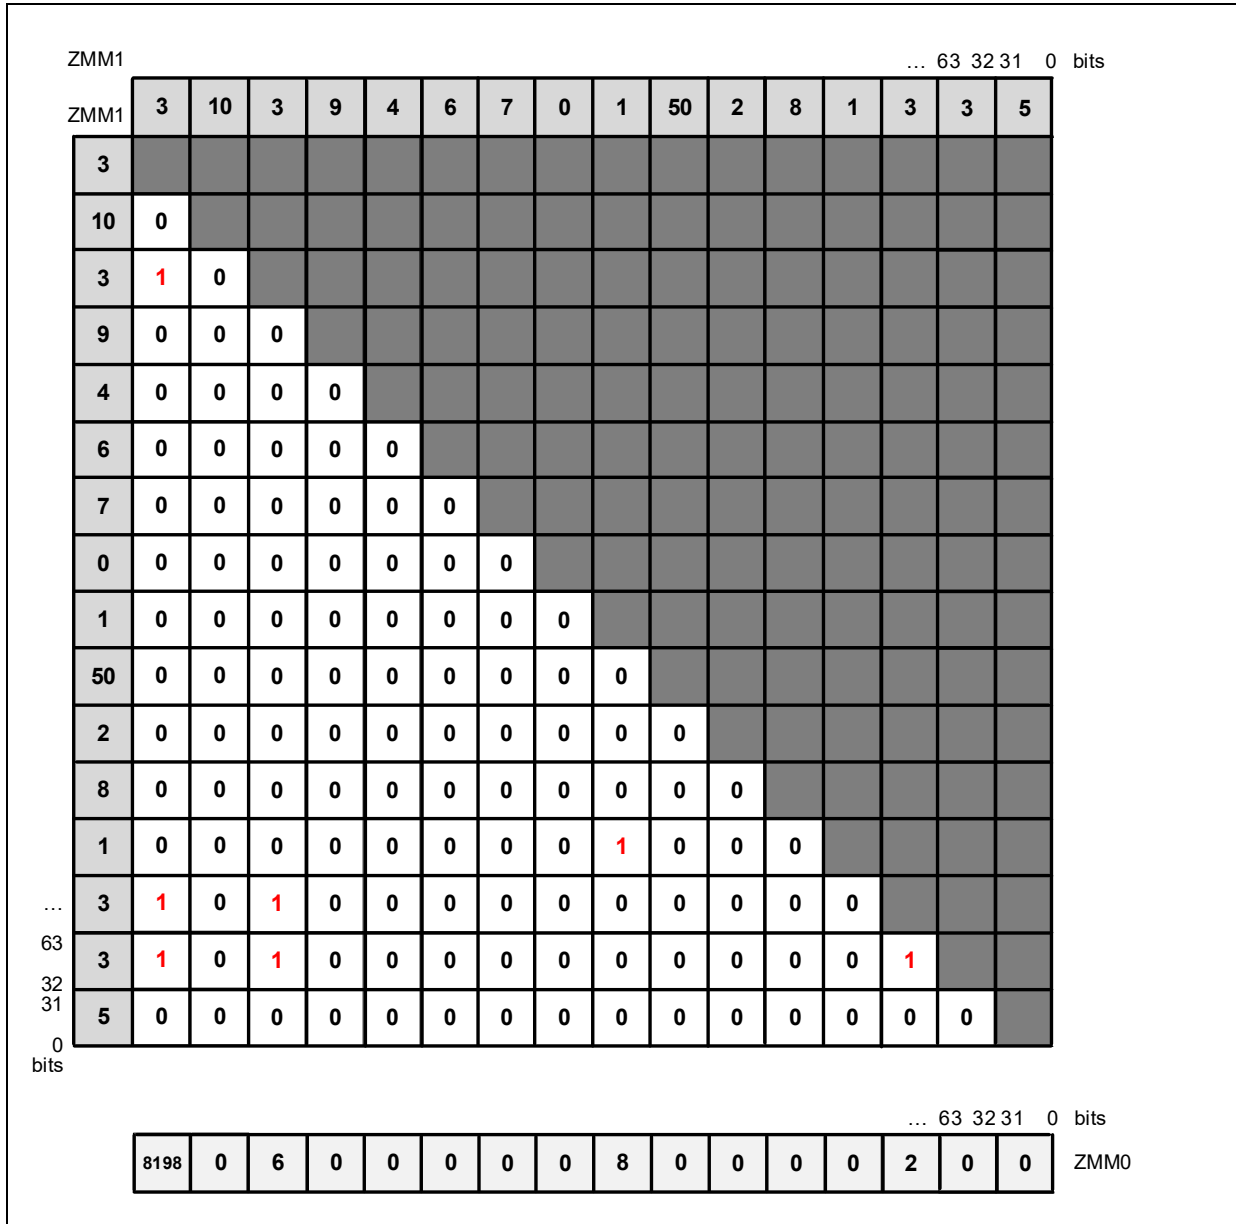 ZMM1 … 63 32 31 0 bits
ZMM1 3 10 3 9 4 6 7 0 1 50 2 8 1 3 3 5
3
10 0
3 1 0
9 0 0 0
4 0 0 0 0
6 0 0 0 0 0
7 0 0 0 0 0 0
0 0 0 0 0 0 0 0
1 0 0 0 0 0 0 0 0
50 0 0 0 0 0 0 0 0 0
2 0 0 0 0 0 0 0 0 0 0
8 0 0 0 0 0 0 0 0 0 0 0
1 0 0 0 0 0 0 0 0 1 0 0 0
… 3 1 0 1 0 0 0 0 0 0 0 0 0 0
63
3 1 0 1 0 0 0 0 0 0 0 0 0 0 1
32
31
5 0 0 0 0 0 0 0 0 0 0 0 0 0 0 0
0
bits
… 63 32 31 0 bits
8198 0 6 0 0 0 0 0 8 0 0 0 0 2 0 0 ZMM0